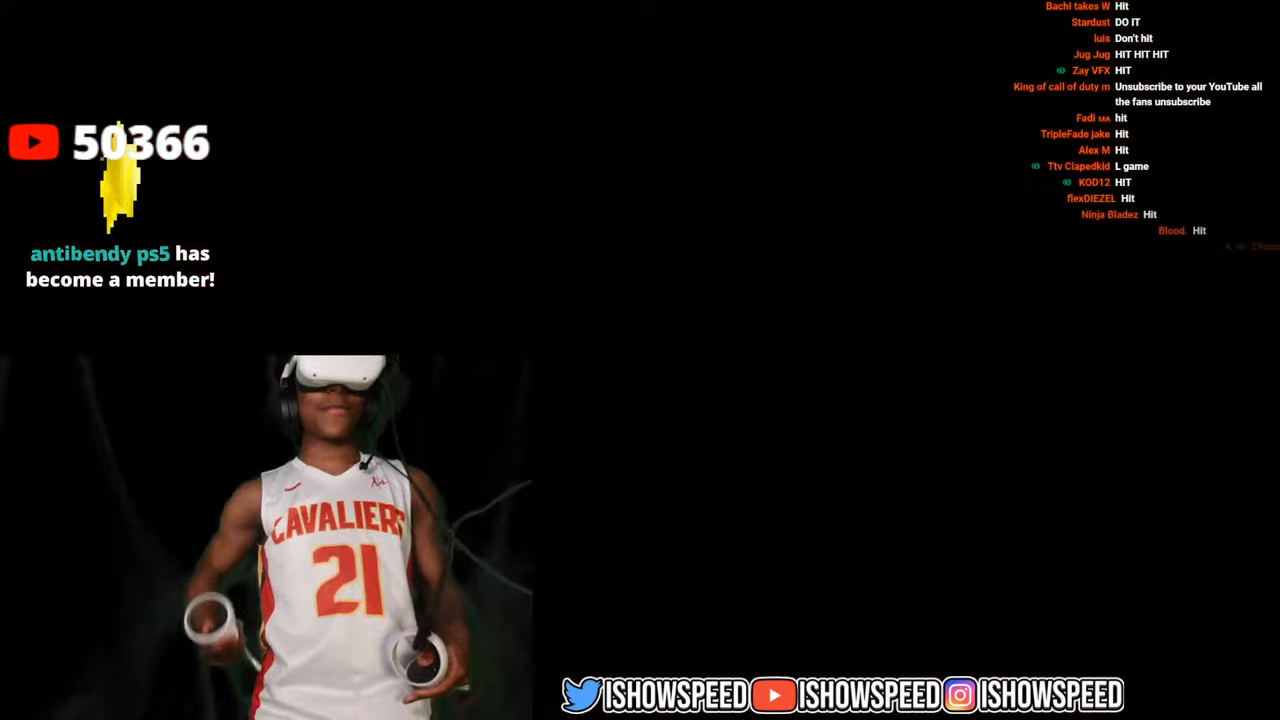 50366
antibendy ps5 has
become a member!
Bachi takes W Hit
Stardust DO IT
luis Don't hit
Jug Jug HIT HIT HIT
Zay VFX HIT
King of call of duty m Unsubscribe to your YouTube all
the fans unsubscribe
Fadi MA hit
TripleFade jake Hit
Alex M Hit
Ttv Clapedkid L game
KOD12 HIT
flexDIEZEL Hit
Ninja Bladez Hit
Blood. Hit
CAVALIERS
21
ISHOWSPEED ISHOWSPEED ISHOWSPEED